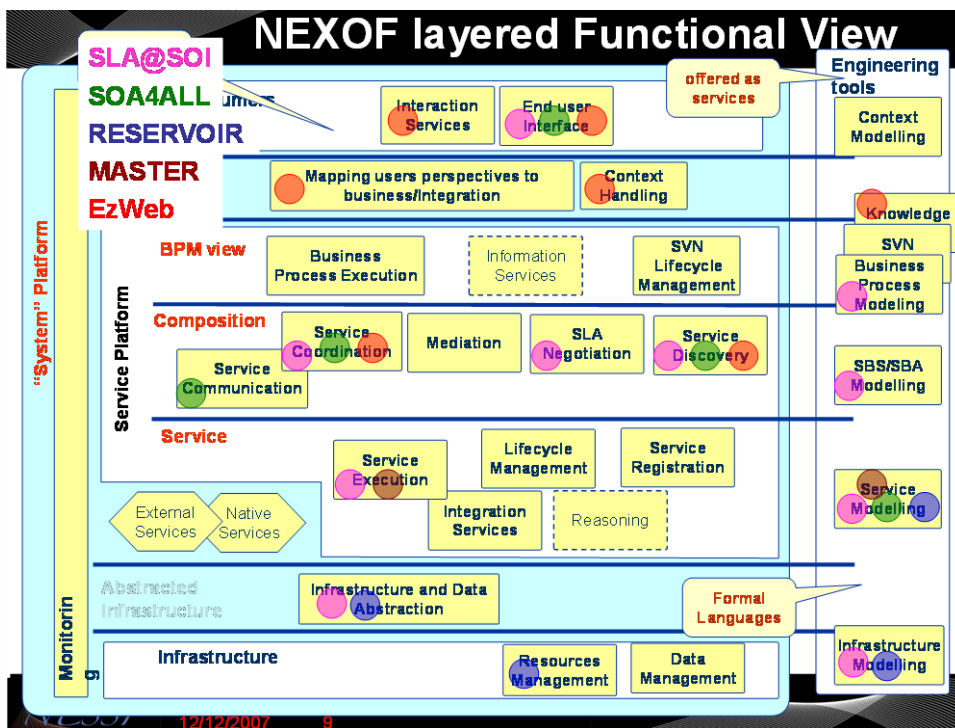 NEXOF layered Functional View
SLA@SOI
SOA4ALL
RESERVOIR
MASTER
EzWeb
umers
Interaction
Services
End user
Interface
offered as
services
Engineering
tools
Context
Modelling
Mapping users perspectives to
business/Integration
Context
Handling
Knowledge
SVN
"System" Platform
Service Platform
BPM view
Business
Process Execution
Information
Services
SVN
Lifecycle
Management
Business
Process
Modeling
Composition
Service
Coordination
Mediation
SLA
Negotiation
Service
Discovery
Service
Communication
SBS/SBA
Modelling
Service
Service
Execution
Lifecycle
Management
Service
Registration
Service
Modelling
External
Services
Native
Services
Integration
Services
Reasoning
Abstracted
Infrastructure
Infrastructure and Data
Abstraction
Formal
Languages
Monitorin
g
Infrastructure
Resources
Management
Data
Management
Infrastructure
Modelling
12/12/2007 9